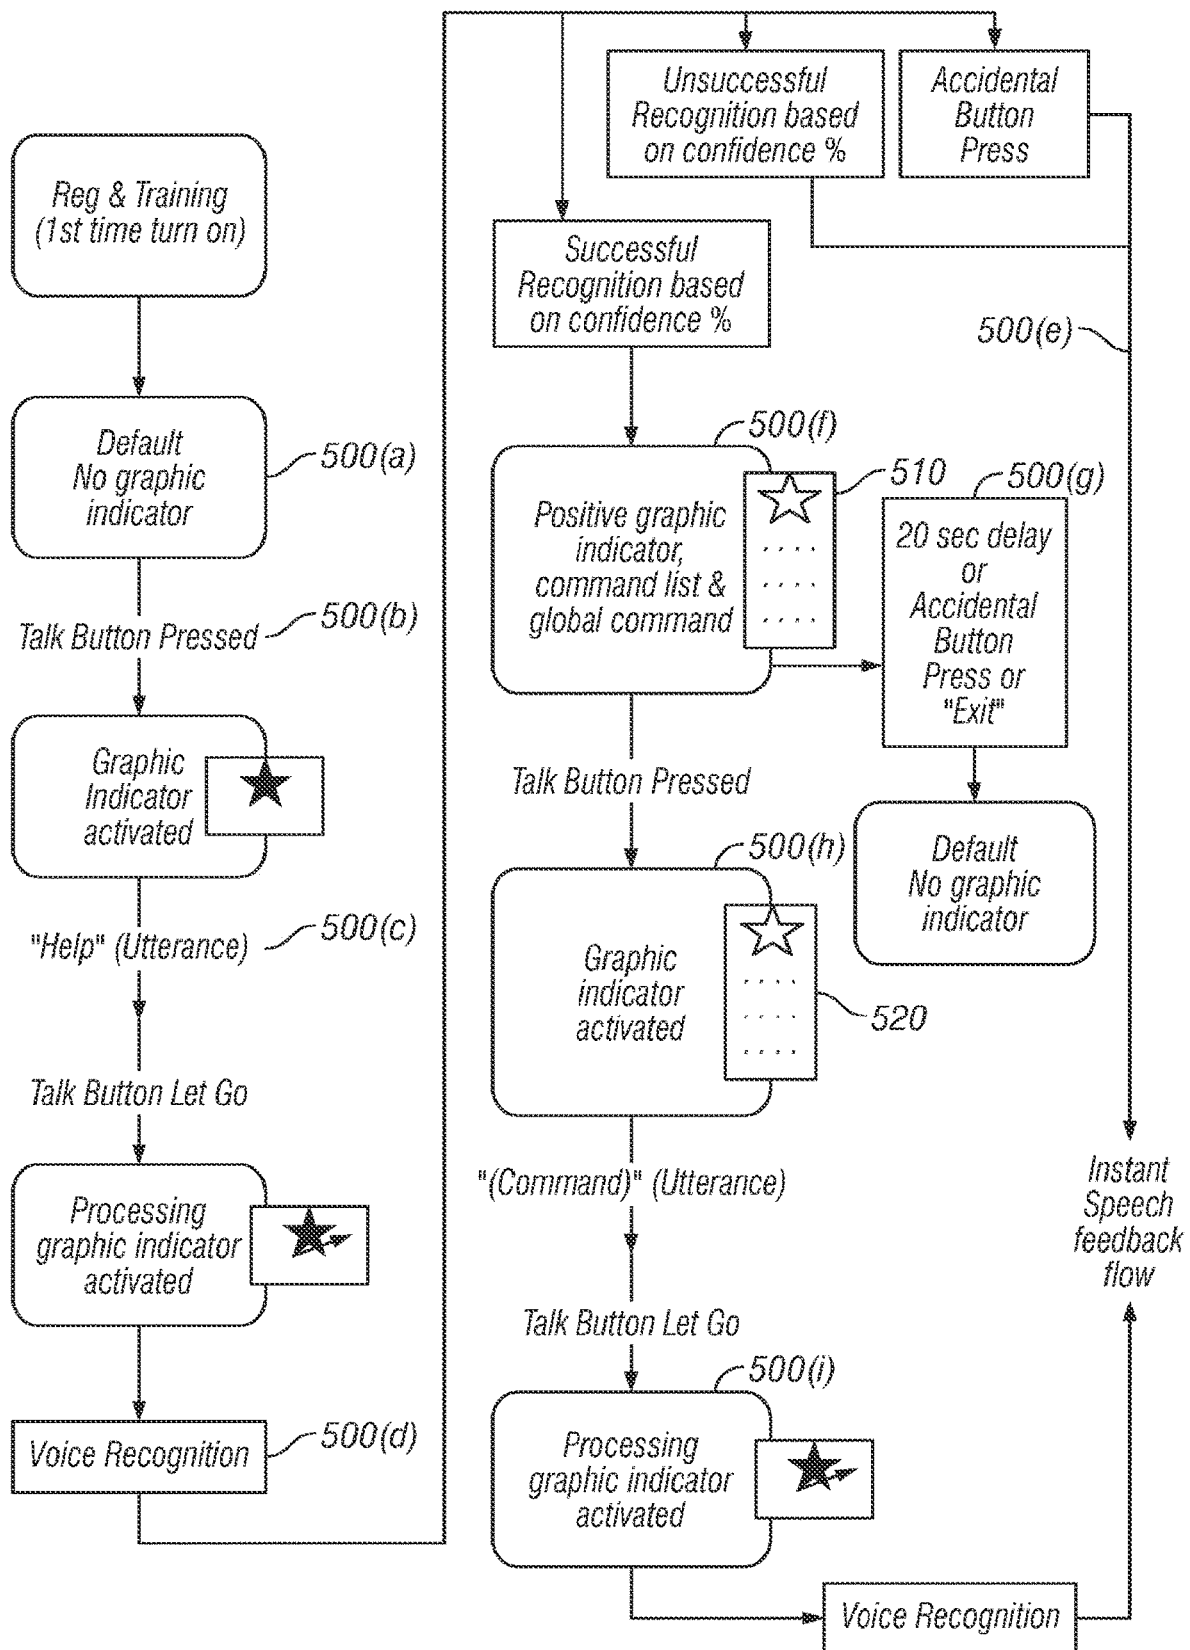 Reg & Training
(1st time turn on)
Default
No graphic
indicator
500(a)
Talk Button Pressed
500(b)
Graphic
Indicator
activated
"Help" (Utterance)
500(c)
Talk Button Let Go
Processing
graphic indicator
activated
Voice Recognition
500(d)
Unsuccessful
Recognition based
on confidence %
Accidental
Button
Press
Successful
Recognition based
on confidence %
500(e)
500(f)
Positive graphic
indicator,
command list &
global command
510
500(g)
20 sec delay
or
Accidental
Button
Press or
"Exit"
Default
No graphic
indicator
Talk Button Pressed
500(h)
Graphic
indicator
activated
520
"(Command)" (Utterance)
Talk Button Let Go
500(i)
Processing
graphic indicator
activated
Voice Recognition
Instant
Speech
feedback
flow